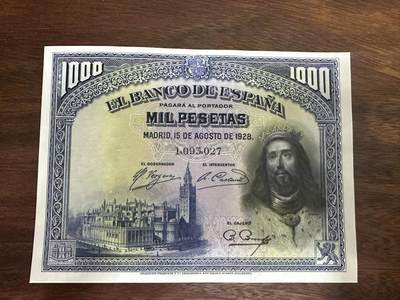 1000 1000
EL BANCO DE ESPAÑA
PAGARÁ AL PORTADOR
MIL PESETAS
MADRID, 15 DE AGOSTO DE 1928.
1,093,027
EL GOBERNADOR EL INTERVENTOR
EL CAJERO